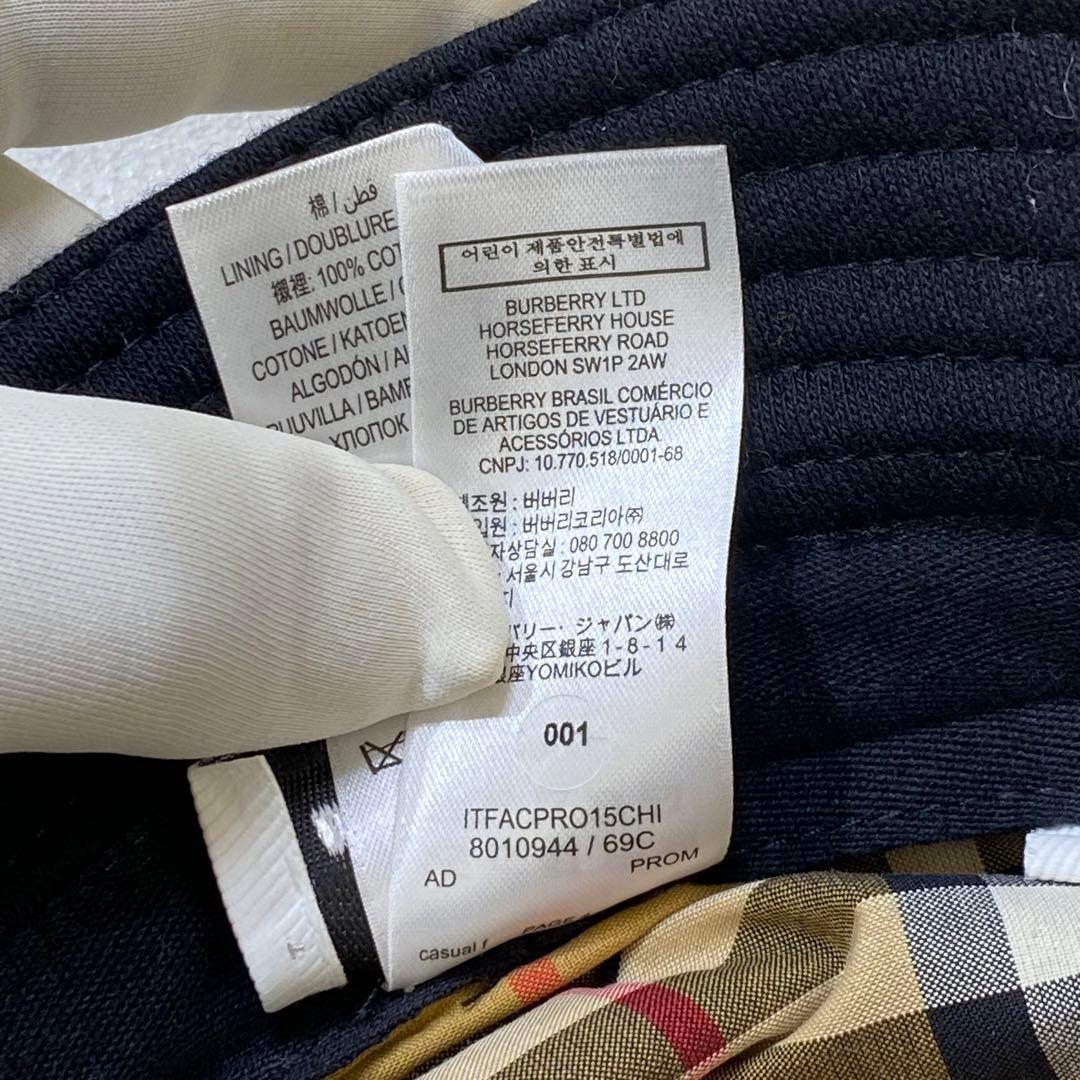 棉 / قطن
LINING / DOUBLURE
襯裡: 100% COT
BAUMWOLLE /
COTONE / KATOEN
ALGODÓN /
PUUVILLA /
ХЛОПОК
어린이 제품안전특별법에
의한 표시
BURBERRY LTD
HORSEFERRY HOUSE
HORSEFERRY ROAD
LONDON SW1P 2AW
BURBERRY BRASIL COMÉRCIO
DE ARTIGOS DE VESTUÁRIO E
ACESSÓRIOS LTDA
CNPJ: 10.770.518/0001-68
조원 : 버버리
입원 : 버버리코리아㈜
자상담실 : 080 700 8800
: 서울시 강남구 도산대로
지
バリー・ジャパン㈱
中央区銀座1-8-14
座YOMIKOビル
001
ITFACPRO15CHI
8010944 / 69C
AD PROM
casual f